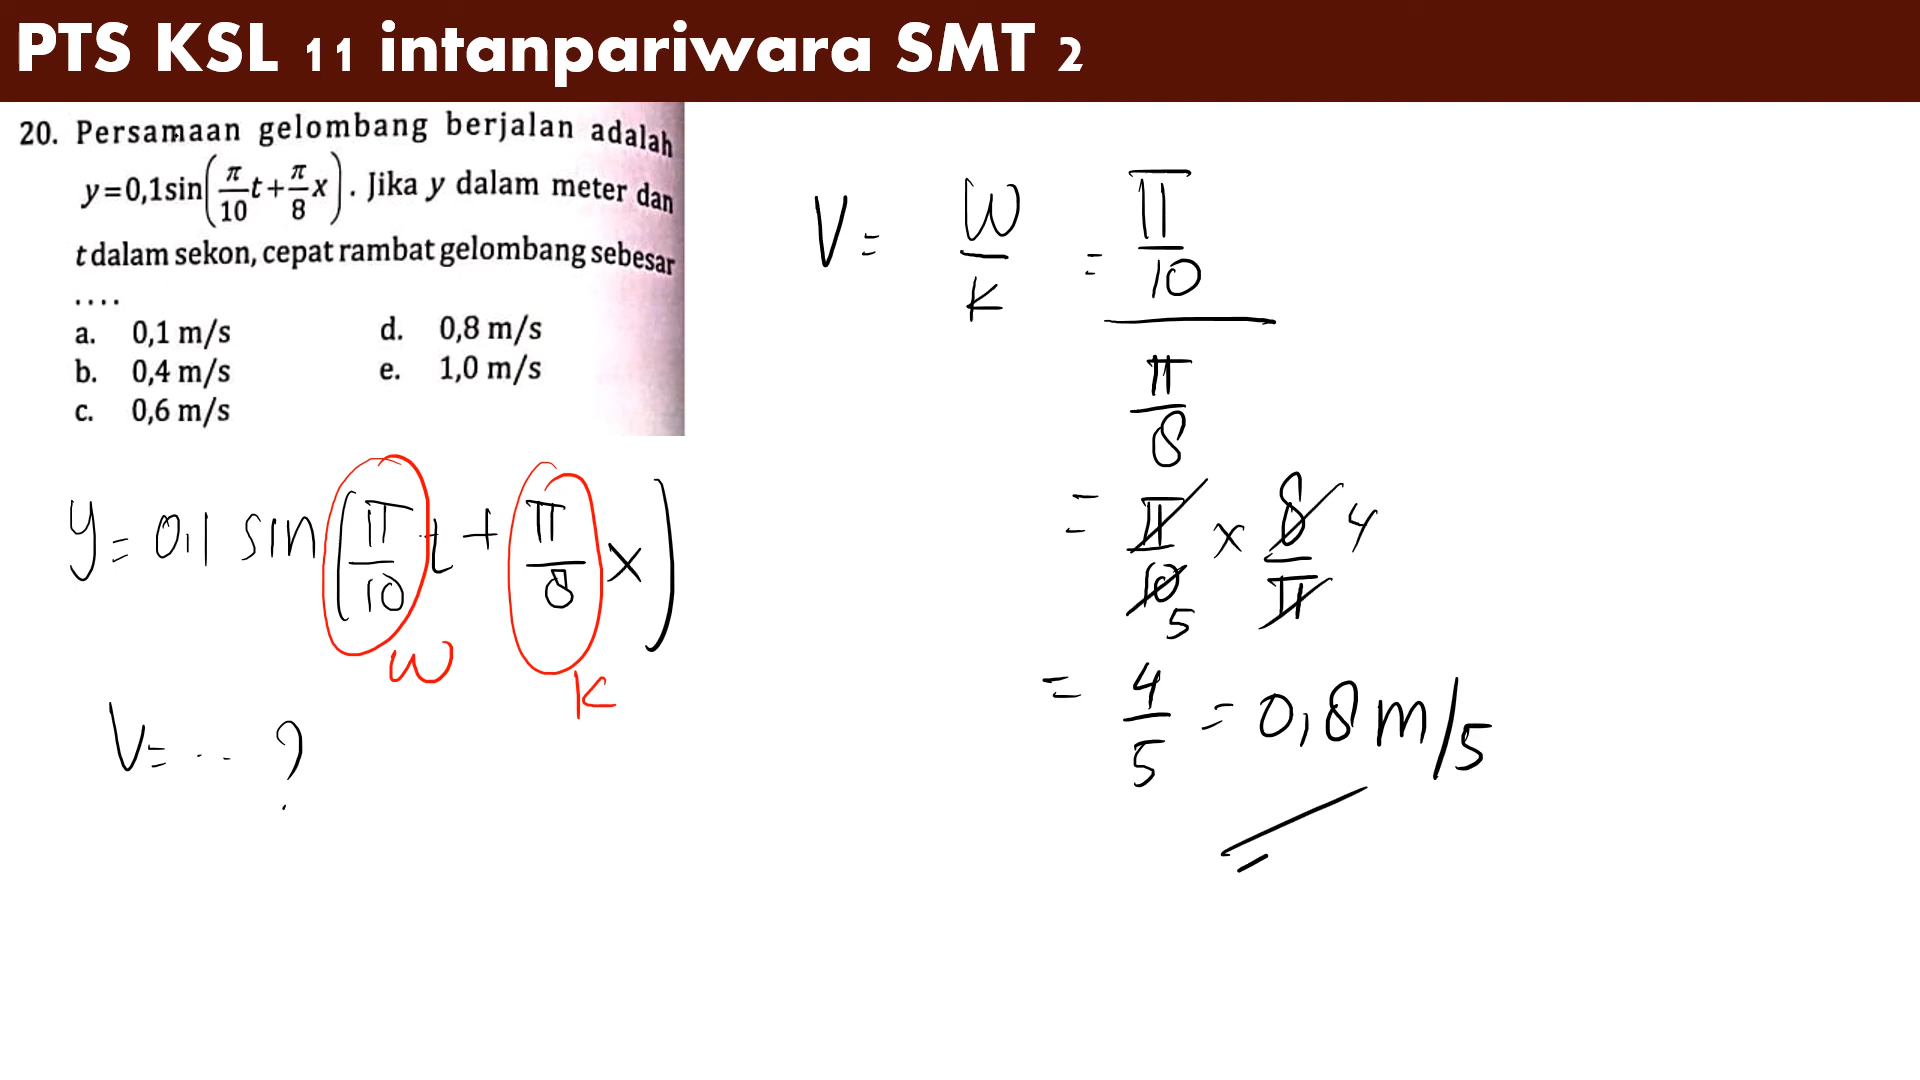 PTS KSL 11 intanpariwara SMT 2
20. Persamaan gelombang berjalan adalah
y=0,1sin(π/10 t+π/8 x). Jika y dalam meter dan
t dalam sekon, cepat rambat gelombang sebesar
....
a. 0,1 m/s
b. 0,4 m/s
c. 0,6 m/s
d. 0,8 m/s
e. 1,0 m/s
y= 0,1 sin(π/10 t + π/8 x)
ω
k
V= ... ?
V= ω/k = π/10
π/8
= π/10 x 8/π 4
5
= 4/5 = 0,8 m/s